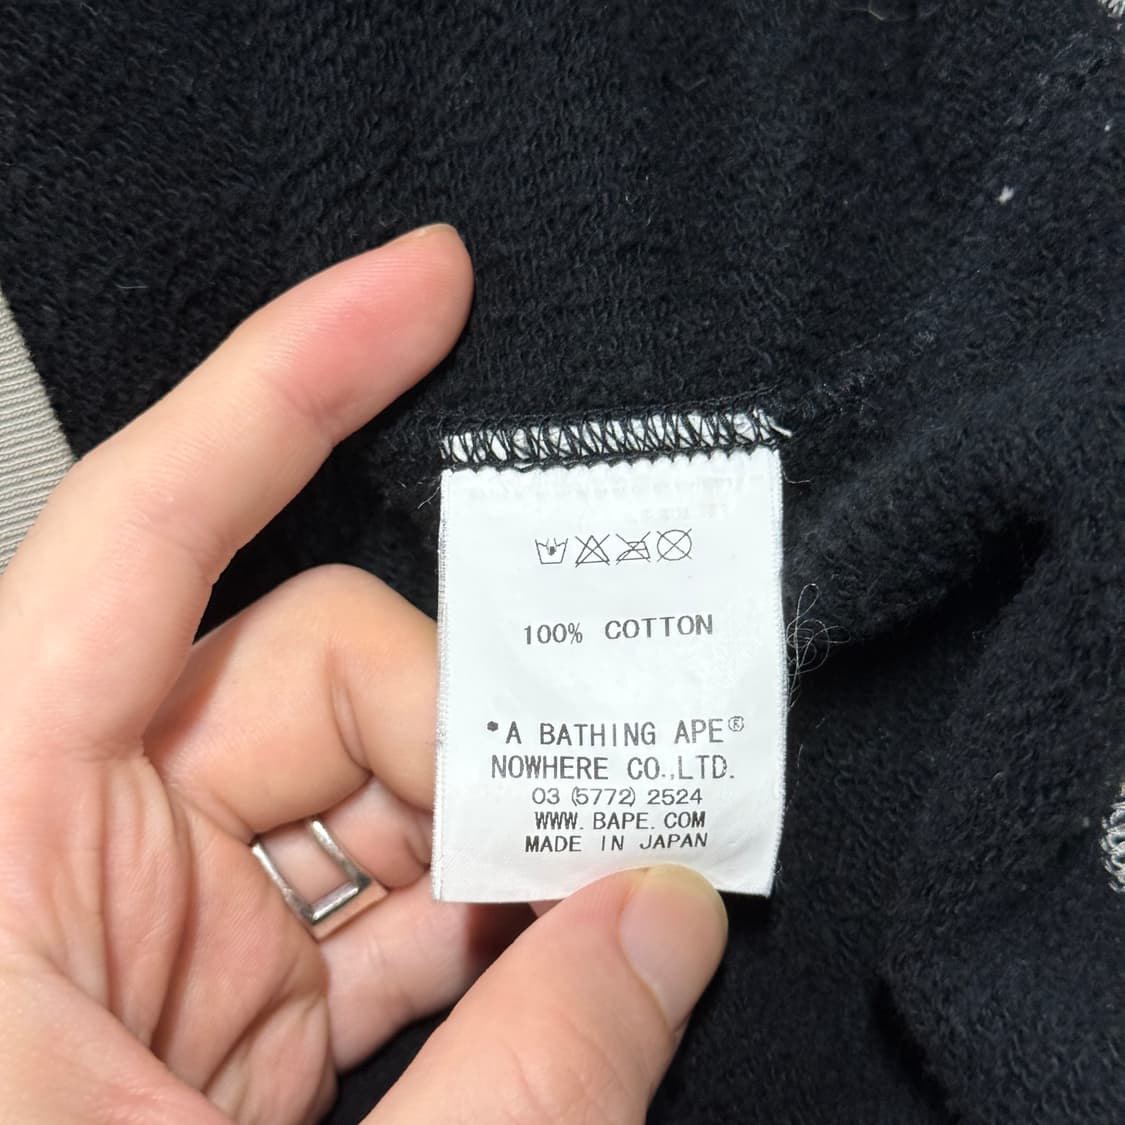 100% COTTON
*A BATHING APE®
NOWHERE CO.,LTD.
03 (5772) 2524
WWW. BAPE. COM
MADE IN JAPAN